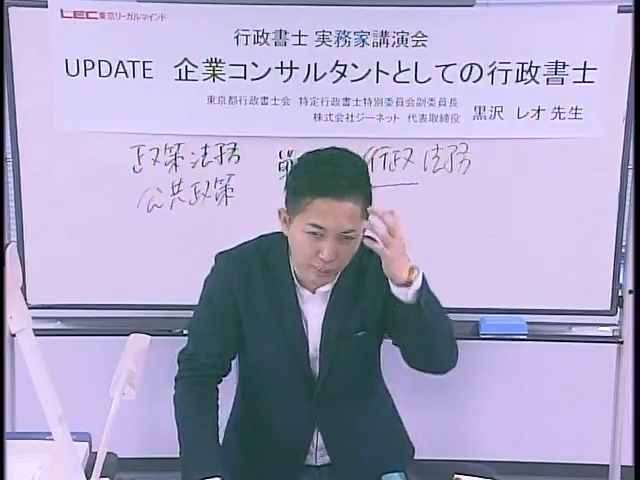 LEC東京リーガルマインド
行政書士 実務家講演会
UPDATE 企業コンサルタントとしての行政書士
東京都行政書士会 特定行政書士特別委員会副委員長
株式会社ジーネット 代表取締役 黒沢 レオ 先生
政策法務 行政法務
公共政策